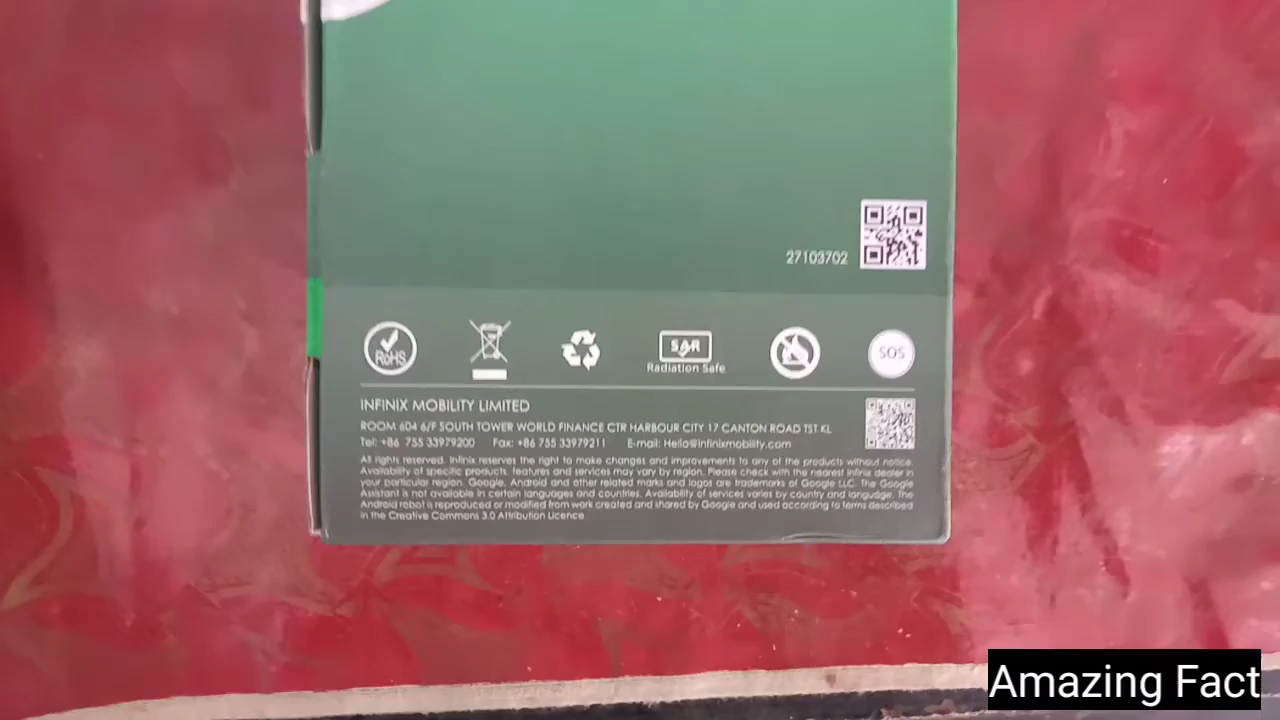 27103702
RoHS
SAR
Radiation Safe
SOS
INFINIX MOBILITY LIMITED
ROOM 604 6/F SOUTH TOWER WORLD FINANCE CTR HARBOUR CITY 17 CANTON ROAD TST KL
Tel: +86 755 33979200 Fax: +86 755 33979211 E-mail: Hello@infinixmobility.com
All rights reserved. Infinix reserves the right to make changes and improvements to any of the products without notice.
Availability of specific products, features and services may vary by region. Please check with the nearest Infinix dealer in
your particular region. Google, Android and other related marks and logos are trademarks of Google LLC. The Google
Assistant is not available in certain languages and countries. Availability of services varies by country and language. The
Android robot is reproduced or modified from work created and shared by Google and used according to terms described
in the Creative Commons 3.0 Attribution Licence
Amazing Fact